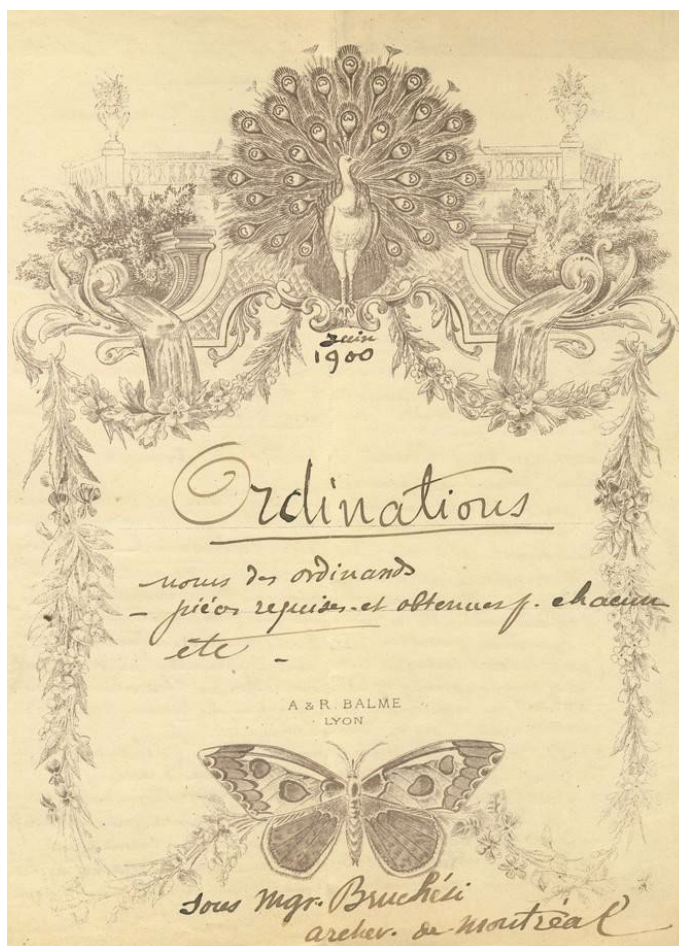 Juin
1900
Ordinations
noms des ordinands
- pièces requises et obtenues p. chacun
etc -
A & R. BALME
LYON
sous Mgr. Bruchési
archev. de Montréal